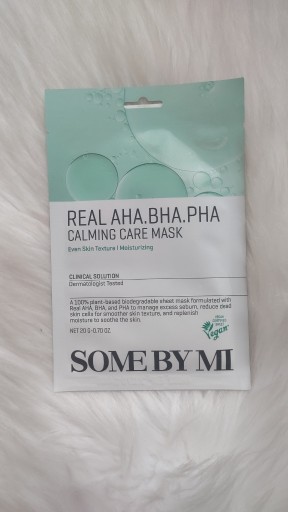 REAL AHA.BHA.PHA
CALMING CARE MASK
Even Skin Texture | Moisturizing
CLINICAL SOLUTION
Dermatologist Tested
A 100% plant-based biodegradable sheet mask formulated with
Real AHA, BHA, and PHA to manage excess sebum, reduce dead
skin cells for smoother skin texture, and replenish
moisture to soothe the skin.
NET 20 G·0.70 OZ.
Vegan
SOME BY MI